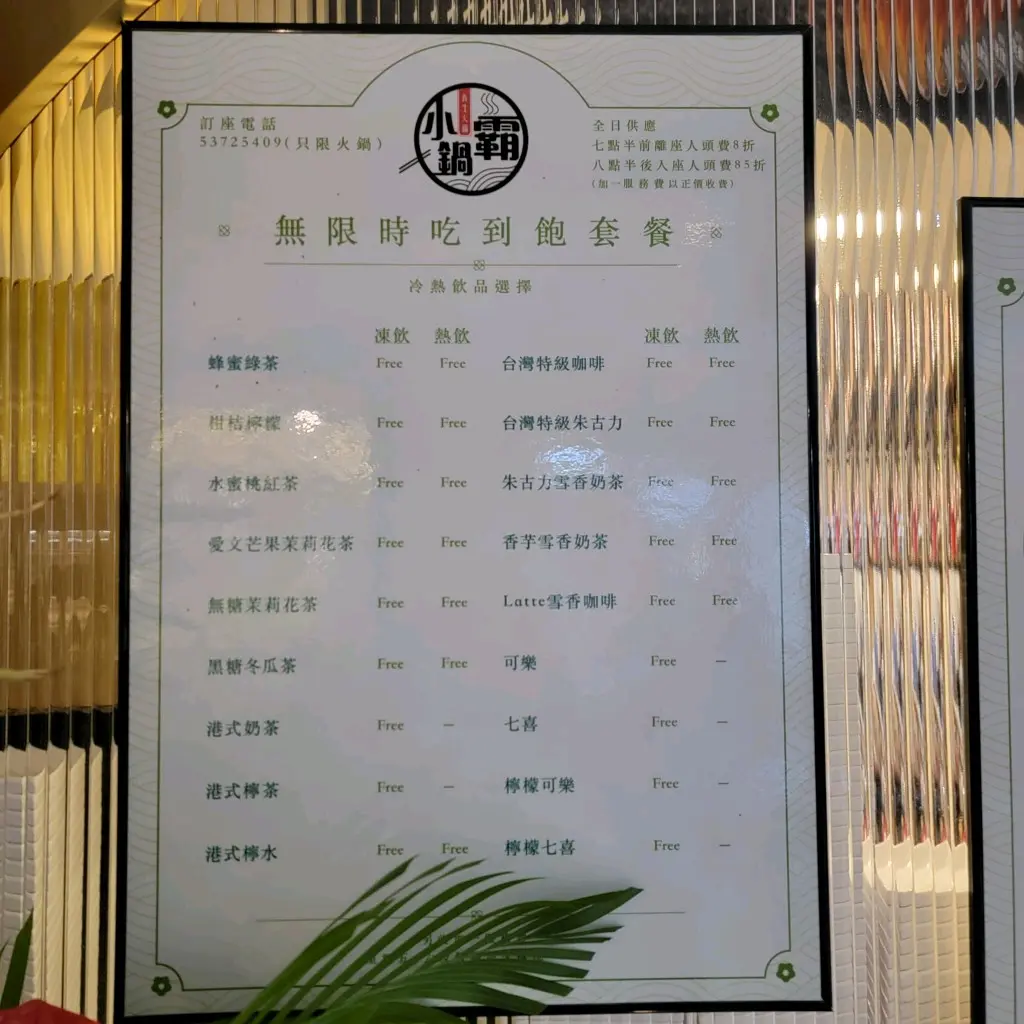 訂座電話
53725409(只限火鍋)
小霸鍋
全日供應
七點半前離座人頭費8折
八點半後入座人頭費85折
(加一服務費以正價收費)
無限時吃到飽套餐
冷熱飲品選擇
凍飲 熱飲 凍飲 熱飲
蜂蜜綠茶 Free Free 台灣特級咖啡 Free Free
柑桔檸檬 Free Free 台灣特級朱古力 Free Free
水蜜桃紅茶 Free Free 朱古力雪香奶茶 Free Free
愛文芒果茉莉花茶 Free Free 香芋雪香奶茶 Free Free
無糖茉莉花茶 Free Free Latte雪香咖啡 Free Free
黑糖冬瓜茶 Free Free 可樂 Free –
港式奶茶 Free – 七喜 Free –
港式檸茶 Free – 檸檬可樂 Free –
港式檸水 Free Free 檸檬七喜 Free –